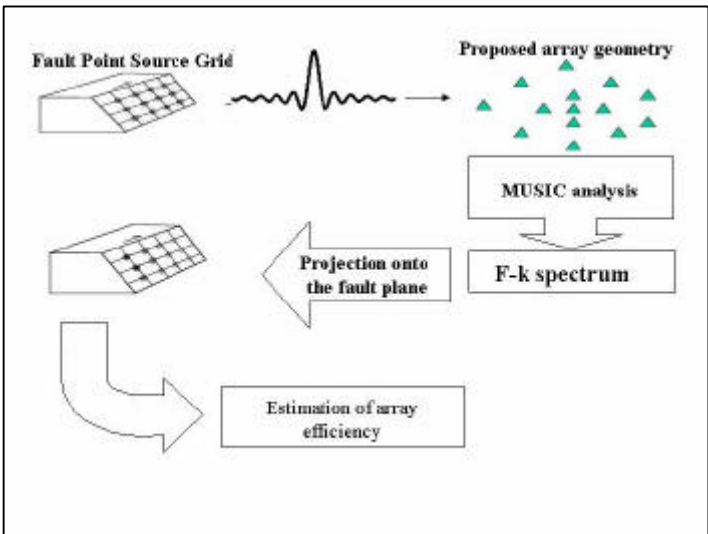 Fault Point Source Grid
Proposed array geometry
MUSIC analysis
F-k spectrum
Projection onto
the fault plane
Estimation of array
efficiency